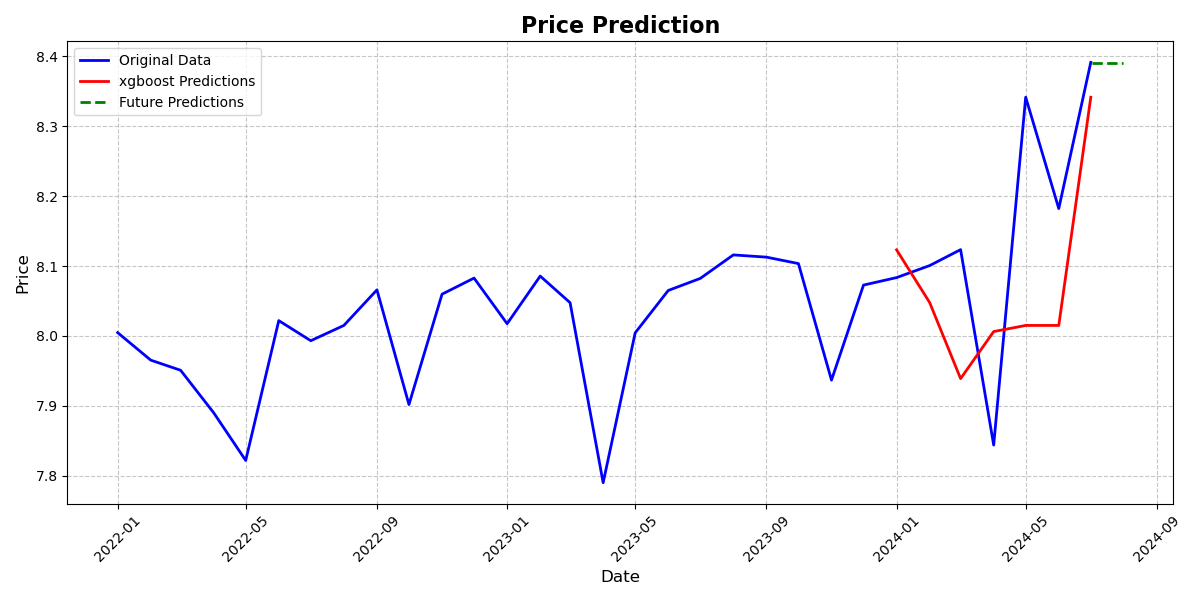 Price Prediction
Original Data
xgboost Predictions
Future Predictions
Price
8.4
8.3
8.2
8.1
8.0
7.9
7.8
2022-01
2022-05
2022-09
2023-01
2023-05
2023-09
2024-01
2024-05
2024-09
Date